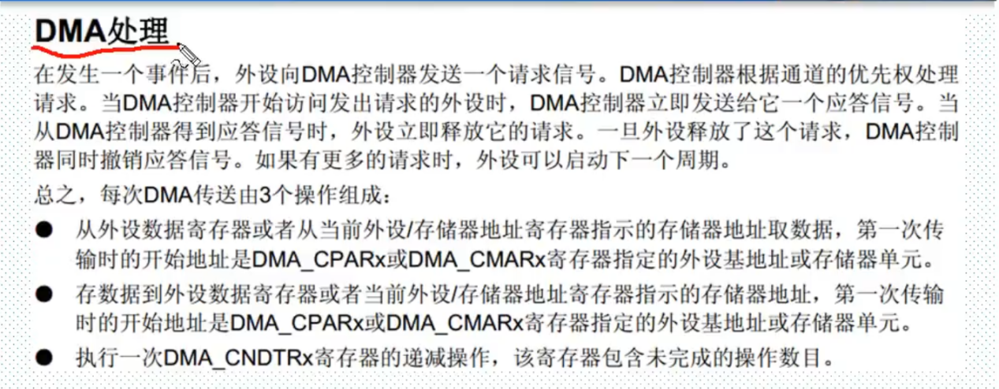 DMA处理
在发生一个事件后，外设向DMA控制器发送一个请求信号。DMA控制器根据通道的优先权处理
请求。当DMA控制器开始访问发出请求的外设时，DMA控制器立即发送给它一个应答信号。当
从DMA控制器得到应答信号时，外设立即释放它的请求。一旦外设释放了这个请求，DMA控制
器同时撤销应答信号。如果有更多的请求时，外设可以启动下一个周期。
总之，每次DMA传送由3个操作组成：
● 从外设数据寄存器或者从当前外设/存储器地址寄存器指示的存储器地址取数据，第一次传
输时的开始地址是DMA_CPARx或DMA_CMARx寄存器指定的外设基地址或存储器单元。
● 存数据到外设数据寄存器或者当前外设/存储器地址寄存器指示的存储器地址，第一次传输
时的开始地址是DMA_CPARx或DMA_CMARx寄存器指定的外设基地址或存储器单元。
● 执行一次DMA_CNDTRx寄存器的递减操作，该寄存器包含未完成的操作数目。